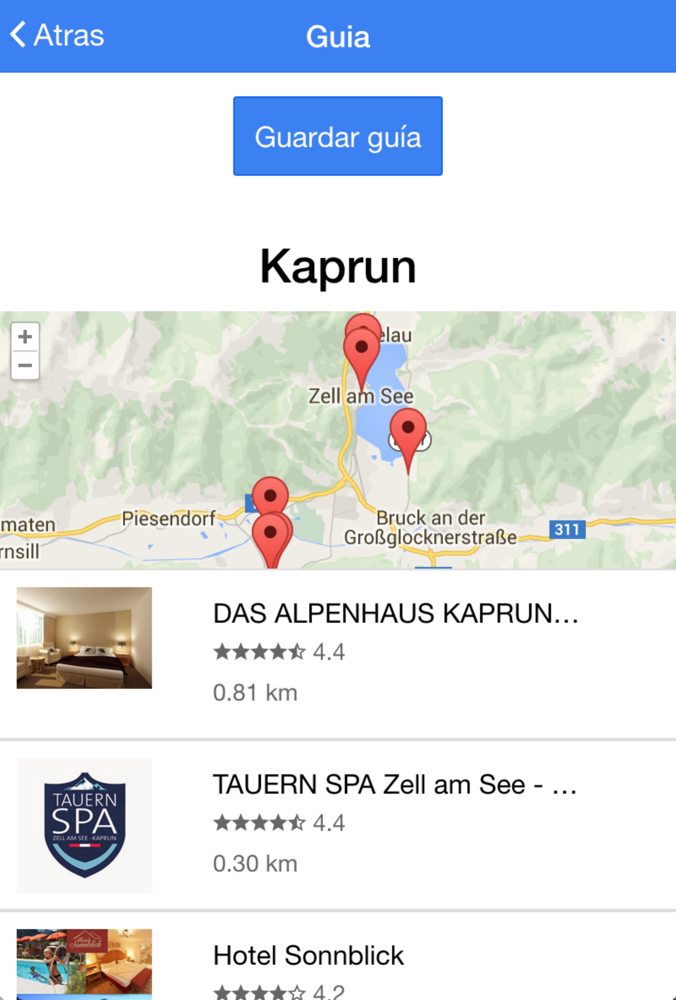 Atras
Guia
Guardar guía
Kaprun
+
−
elau
Zell am See
Piesendorf
maten
rnsill
Bruck an der
Großglocknerstraße
311
DAS ALPENHAUS KAPRUN...
4.4
0.81 km
TAUERN
SPA
ZELL AM SEE - KAPRUN
TAUERN SPA Zell am See - ...
4.4
0.30 km
Hotel
Sonnblick
Hotel Sonnblick
4.2